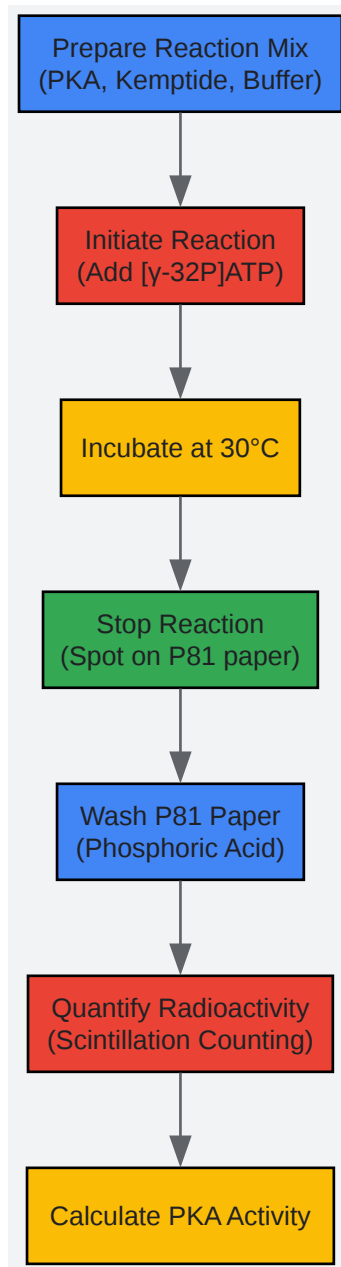 Prepare Reaction Mix
(PKA, Kemptide, Buffer)
Initiate Reaction
(Add [γ-32P]ATP)
Incubate at 30°C
Stop Reaction
(Spot on P81 paper)
Wash P81 Paper
(Phosphoric Acid)
Quantify Radioactivity
(Scintillation Counting)
Calculate PKA Activity